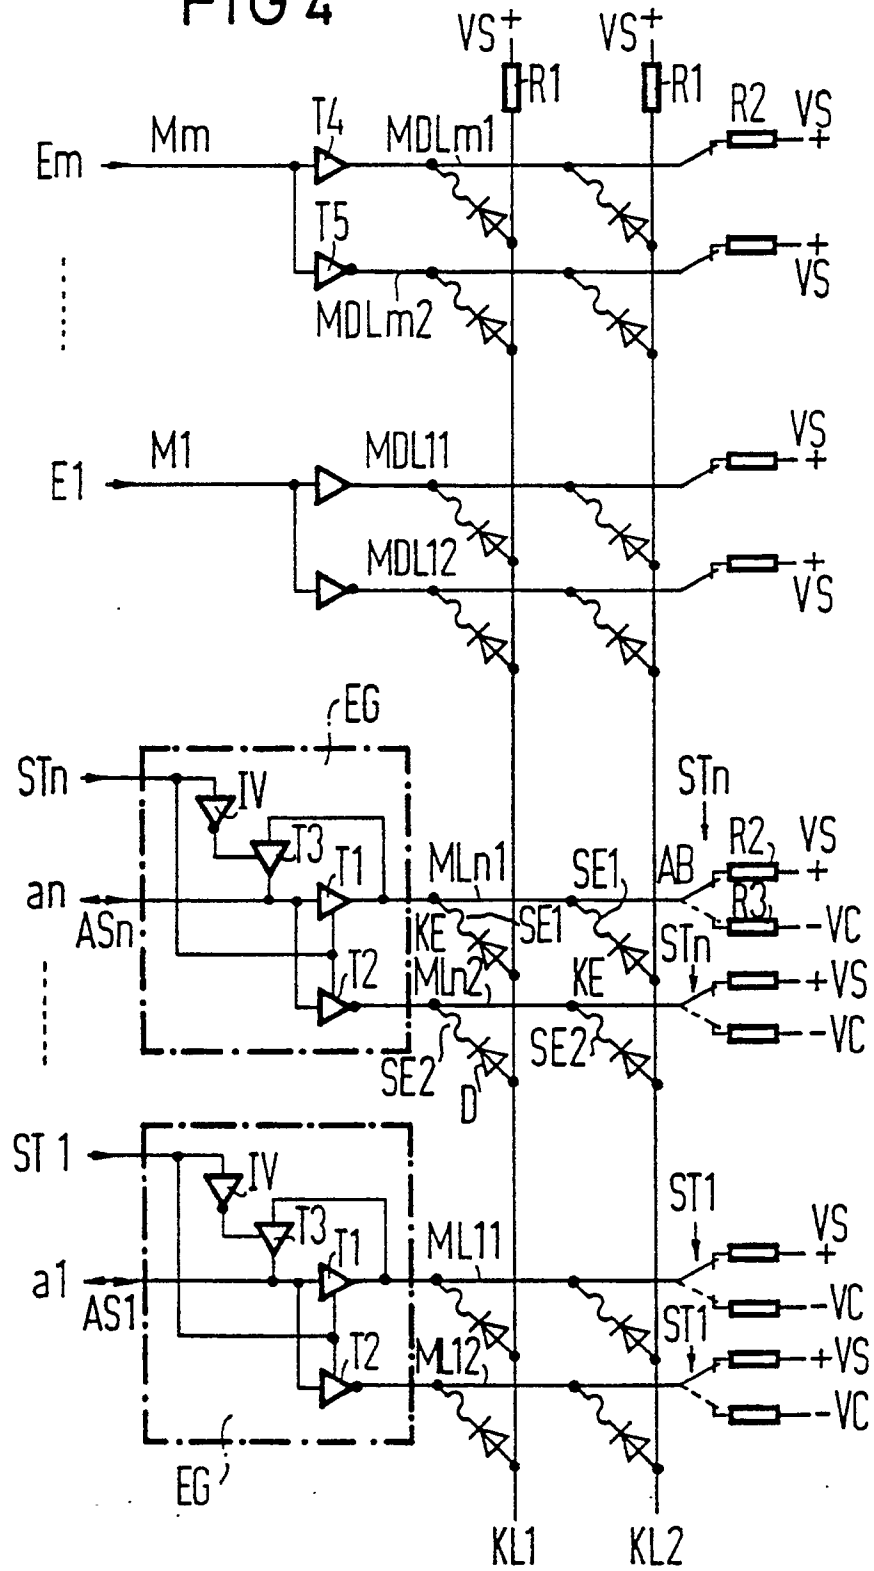 FIG 4
VS+ VS+
R1 R1
R2 VS
+
Em Mm T4 MDLm1
T5
+
VS
MDLm2
VS
+
E1 M1 MDL11
MDL12
+
VS
EG
STn IV STn
T3 T1 MLn1 SE1 AB R2 VS
+
an ASn KE SE1 R3 -VC
STn
T2 MLn2 KE +VS
-VC
SE2 D SE2
ST1 IV ST1
T3 T1 ML11 VS
+
a1 AS1 -VC
ST1
T2 ML12 +VS
-VC
EG
KL1 KL2